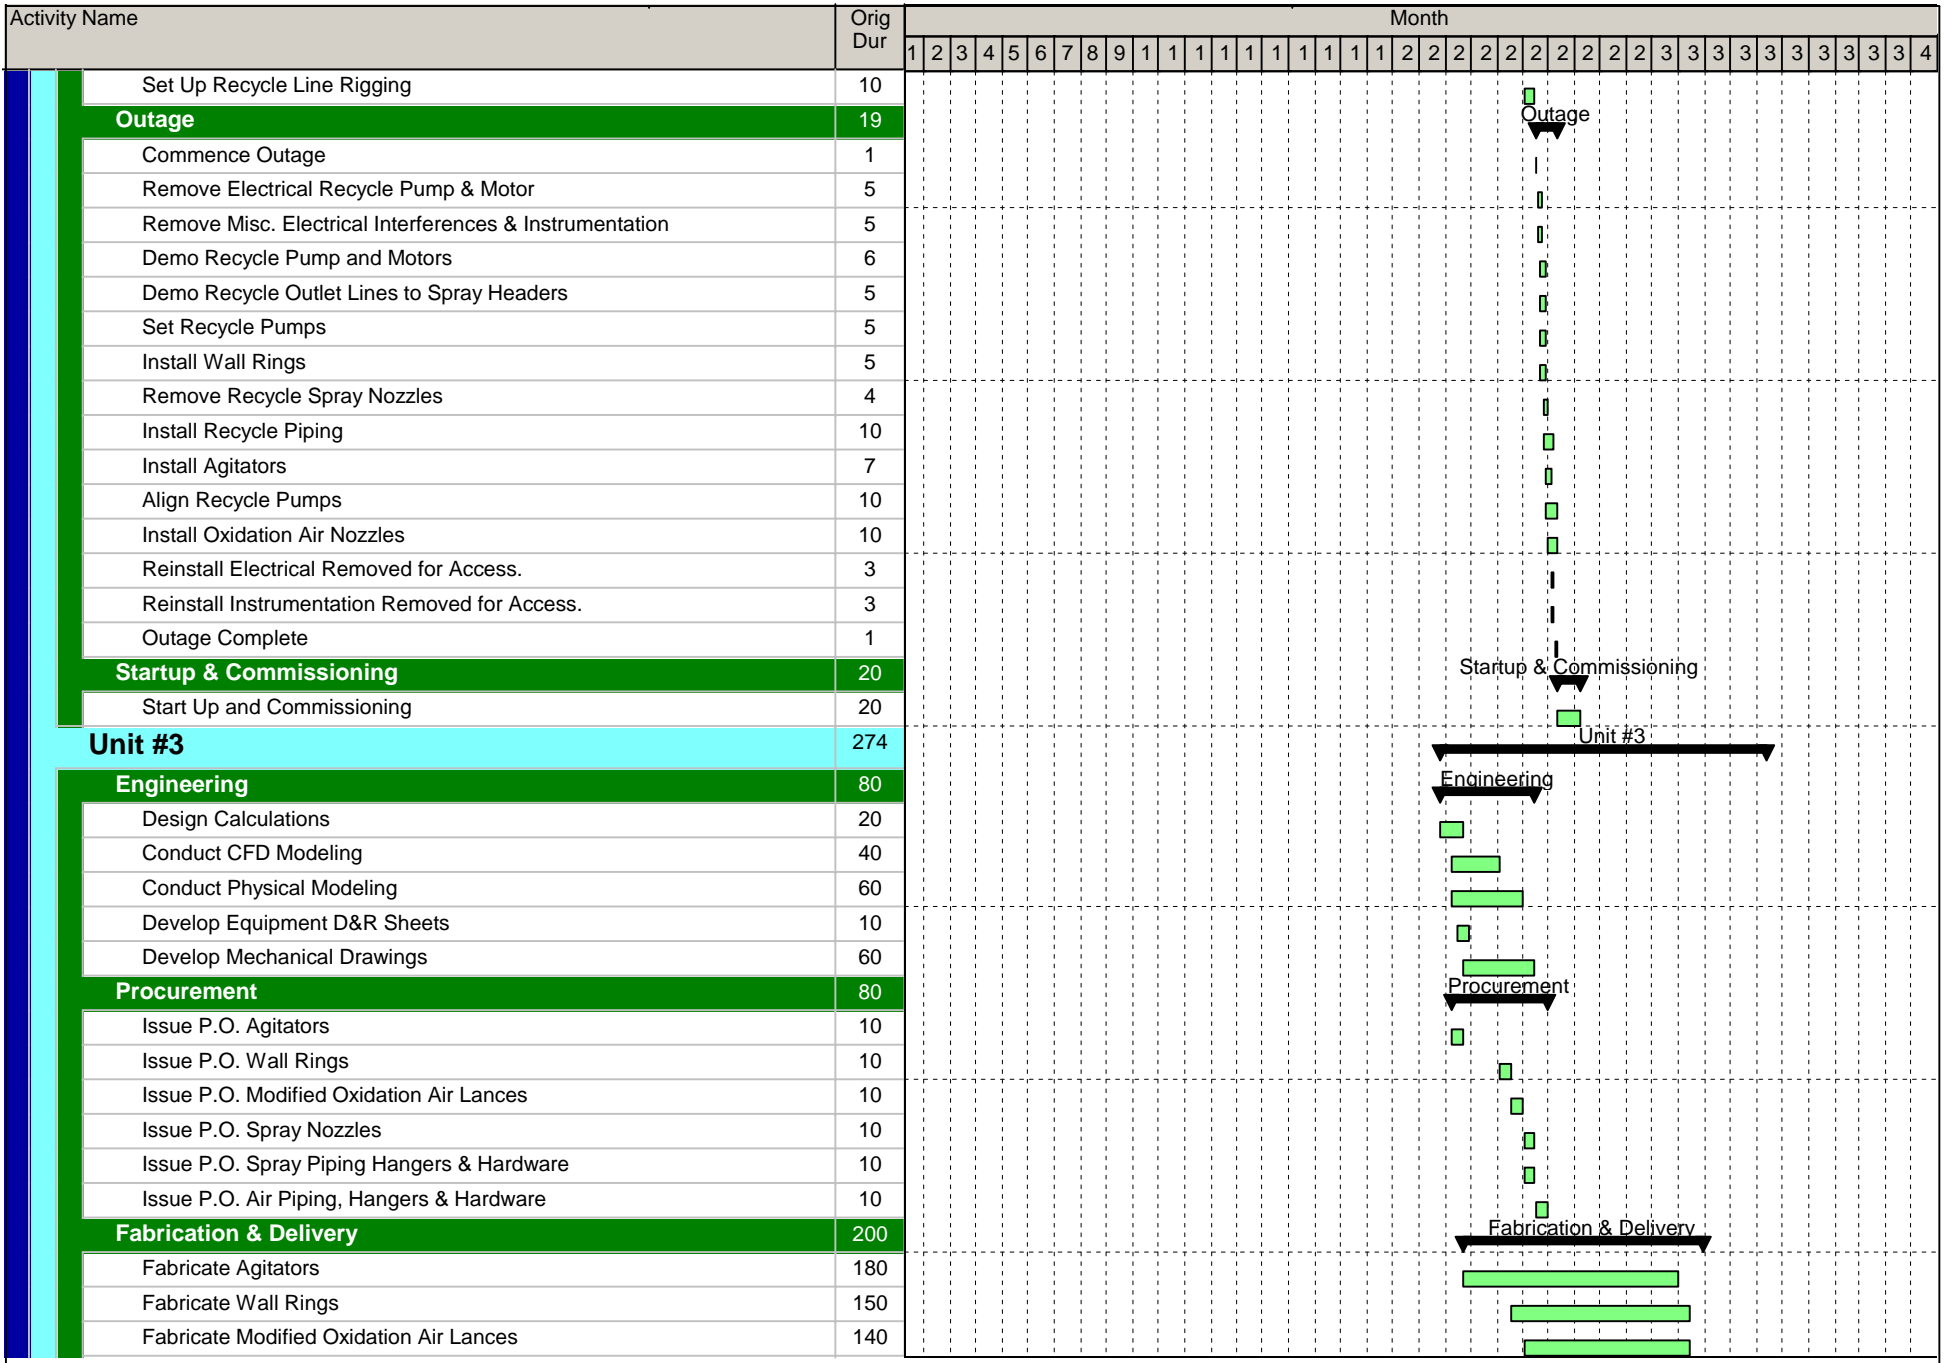 Activity Name Orig Dur Month
1 2 3 4 5 6 7 8 9 1 1 1 1 1 1 1 1 1 1 2 2 2 2 2 2 2 2 2 2 3 3 3 3 3 3 3 3 3 3 4
Set Up Recycle Line Rigging 10
Outage 19 Outage
Commence Outage 1
Remove Electrical Recycle Pump & Motor 5
Remove Misc. Electrical Interferences & Instrumentation 5
Demo Recycle Pump and Motors 6
Demo Recycle Outlet Lines to Spray Headers 5
Set Recycle Pumps 5
Install Wall Rings 5
Remove Recycle Spray Nozzles 4
Install Recycle Piping 10
Install Agitators 7
Align Recycle Pumps 10
Install Oxidation Air Nozzles 10
Reinstall Electrical Removed for Access. 3
Reinstall Instrumentation Removed for Access. 3
Outage Complete 1
Startup & Commissioning 20 Startup & Commissioning
Start Up and Commissioning 20
Unit #3 274 Unit #3
Engineering 80 Engineering
Design Calculations 20
Conduct CFD Modeling 40
Conduct Physical Modeling 60
Develop Equipment D&R Sheets 10
Develop Mechanical Drawings 60
Procurement 80 Procurement
Issue P.O. Agitators 10
Issue P.O. Wall Rings 10
Issue P.O. Modified Oxidation Air Lances 10
Issue P.O. Spray Nozzles 10
Issue P.O. Spray Piping Hangers & Hardware 10
Issue P.O. Air Piping, Hangers & Hardware 10
Fabrication & Delivery 200 Fabrication & Delivery
Fabricate Agitators 180
Fabricate Wall Rings 150
Fabricate Modified Oxidation Air Lances 140